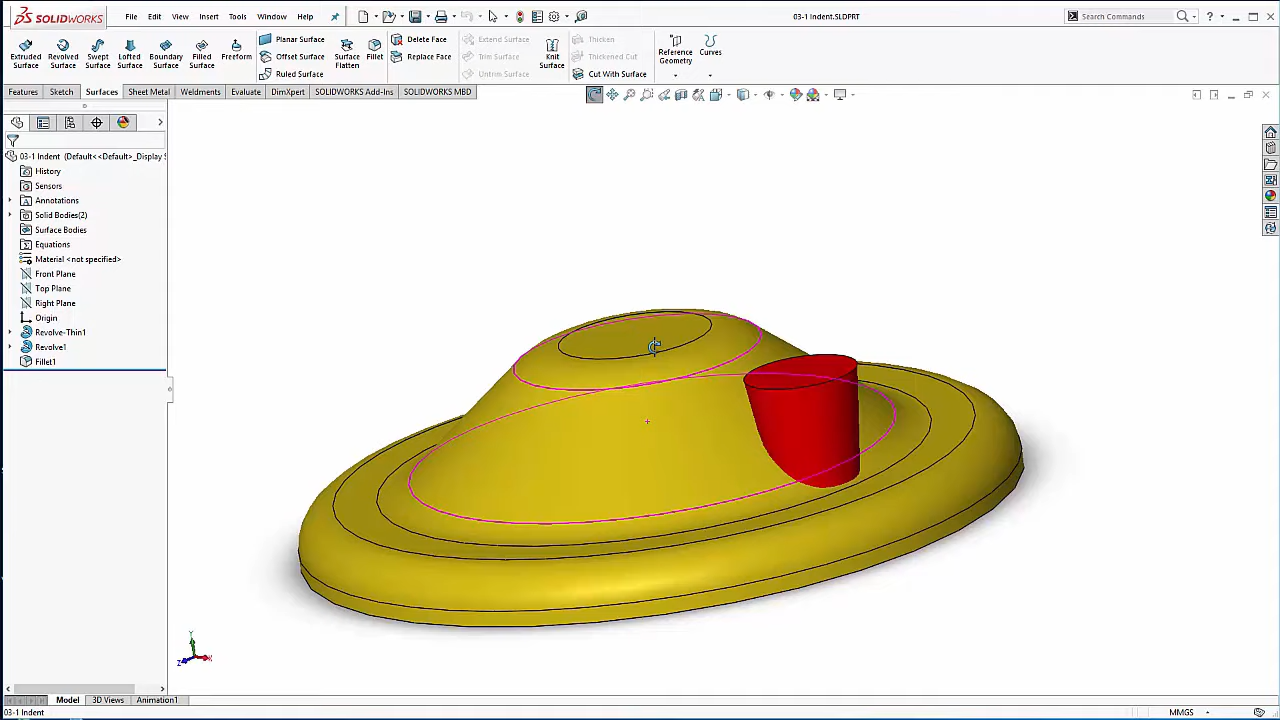 SOLIDWORKS File Edit View Insert Tools Window Help 03-1 Indent.SLDPRT Search Commands ?
Extruded Surface Revolved Surface Swept Surface Lofted Surface Boundary Surface Filled Surface Freeform
Planar Surface
Offset Surface
Ruled Surface
Surface Flatten Fillet
Delete Face
Replace Face
Extend Surface
Trim Surface
Untrim Surface
Knit Surface
Thicken
Thickened Cut
Cut With Surface
Reference Geometry Curves
Features Sketch Surfaces Sheet Metal Weldments Evaluate DimXpert SOLIDWORKS Add-Ins SOLIDWORKS MBD
03-1 Indent (Default<<Default>_Display S
History
Sensors
Annotations
Solid Bodies(2)
Surface Bodies
Equations
Material <not specified>
Front Plane
Top Plane
Right Plane
Origin
Revolve-Thin1
Revolve1
Fillet1
Y
Z X
Model 3D Views Animation1
03-1 Indent MMGS